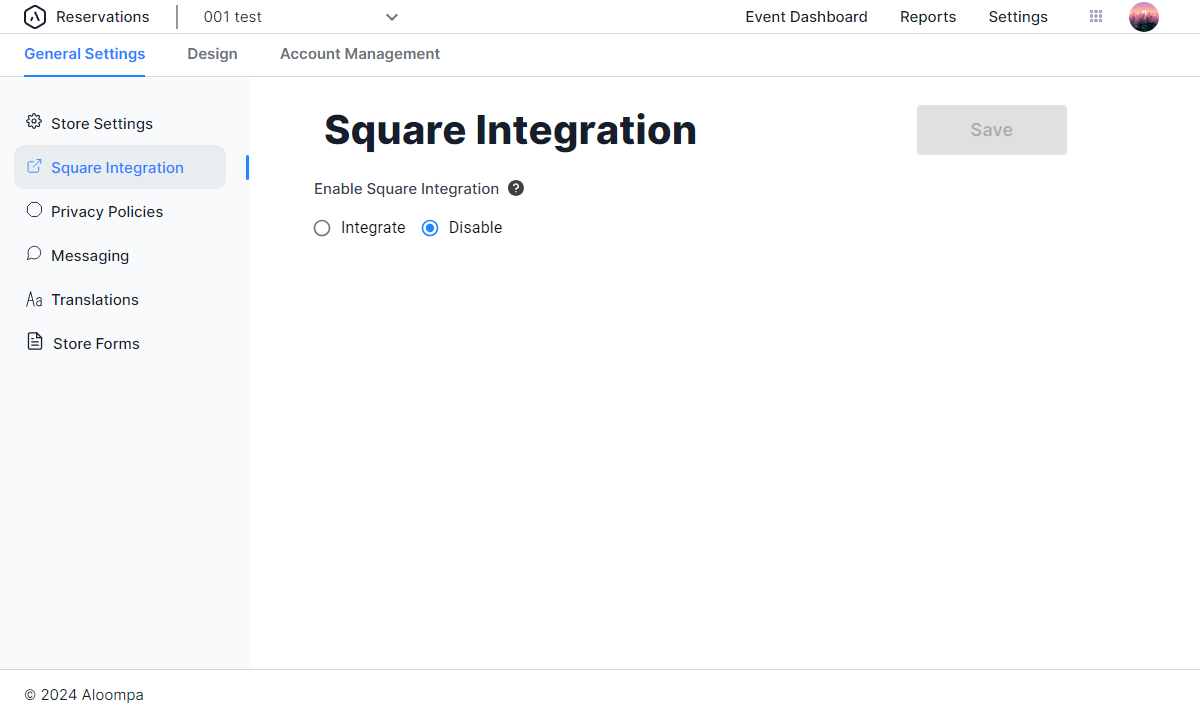 Reservations
001 test
Event Dashboard
Reports
Settings
General Settings
Design
Account Management
Store Settings
Square Integration
Privacy Policies
Messaging
Aa Translations
Store Forms
Square Integration
Save
Enable Square Integration ?
Integrate
Disable
© 2024 Aloompa